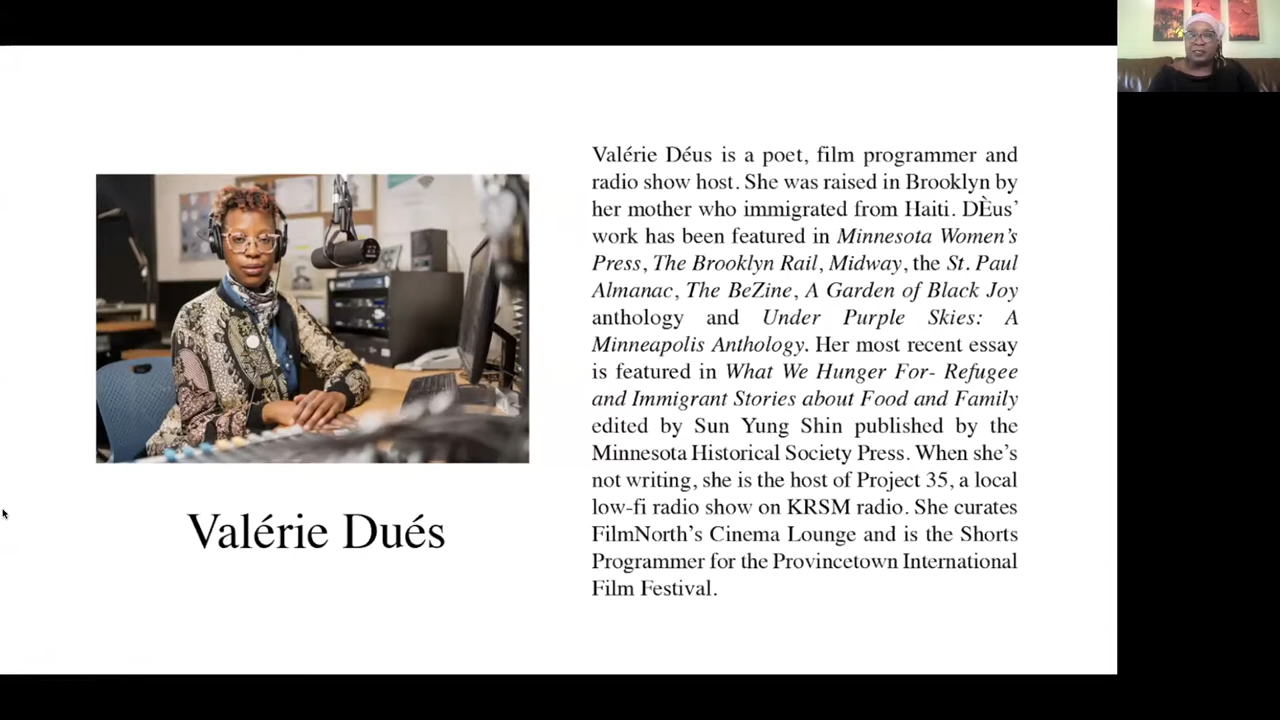 Valérie Déus is a poet, film programmer and
radio show host. She was raised in Brooklyn by
her mother who immigrated from Haiti. DÈus’
work has been featured in Minnesota Women’s
Press, The Brooklyn Rail, Midway, the St. Paul
Almanac, The BeZine, A Garden of Black Joy
anthology and Under Purple Skies: A
Minneapolis Anthology. Her most recent essay
is featured in What We Hunger For- Refugee
and Immigrant Stories about Food and Family
edited by Sun Yung Shin published by the
Minnesota Historical Society Press. When she’s
not writing, she is the host of Project 35, a local
low-fi radio show on KRSM radio. She curates
FilmNorth’s Cinema Lounge and is the Shorts
Programmer for the Provincetown International
Film Festival.
Valérie Dués